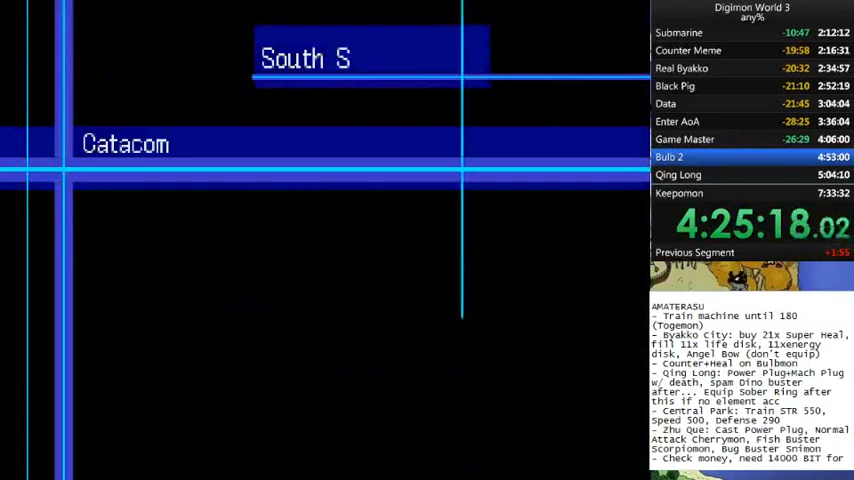 South S
Catacom
Digimon World 3
any%
Submarine -10:47 2:12:12
Counter Meme -19:58 2:16:31
Real Byakko -20:32 2:34:57
Black Pig -21:10 2:52:19
Data -21:45 3:04:04
Enter AoA -28:25 3:36:04
Game Master -26:29 4:06:00
Bulb 2 4:53:00
Qing Long 5:04:10
Keepomon 7:33:32
4:25:18.02
Previous Segment +1:55
AMATERASU
- Train machine until 180
(Togemon)
- Byakko City: buy 21x Super Heal,
fill 11x life disk, 11xenergy
disk, Angel Bow (don't equip)
- Counter+Heal on Bulbmon
- Qing Long: Power Plug+Mach Plug
w/ death, spam Dino buster
after... Equip Sober Ring after
this if no element acc
- Central Park: Train STR 550,
Speed 500, Defense 290
- Zhu Que: Cast Power Plug, Normal
Attack Cherrymon, Fish Buster
Scorpiomon, Bug Buster Snimon
- Check money, need 14000 BIT for